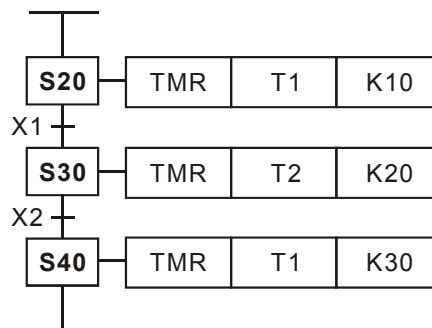 S20 TMR T1 K10
X1
S30 TMR T2 K20
X2
S40 TMR T1 K30